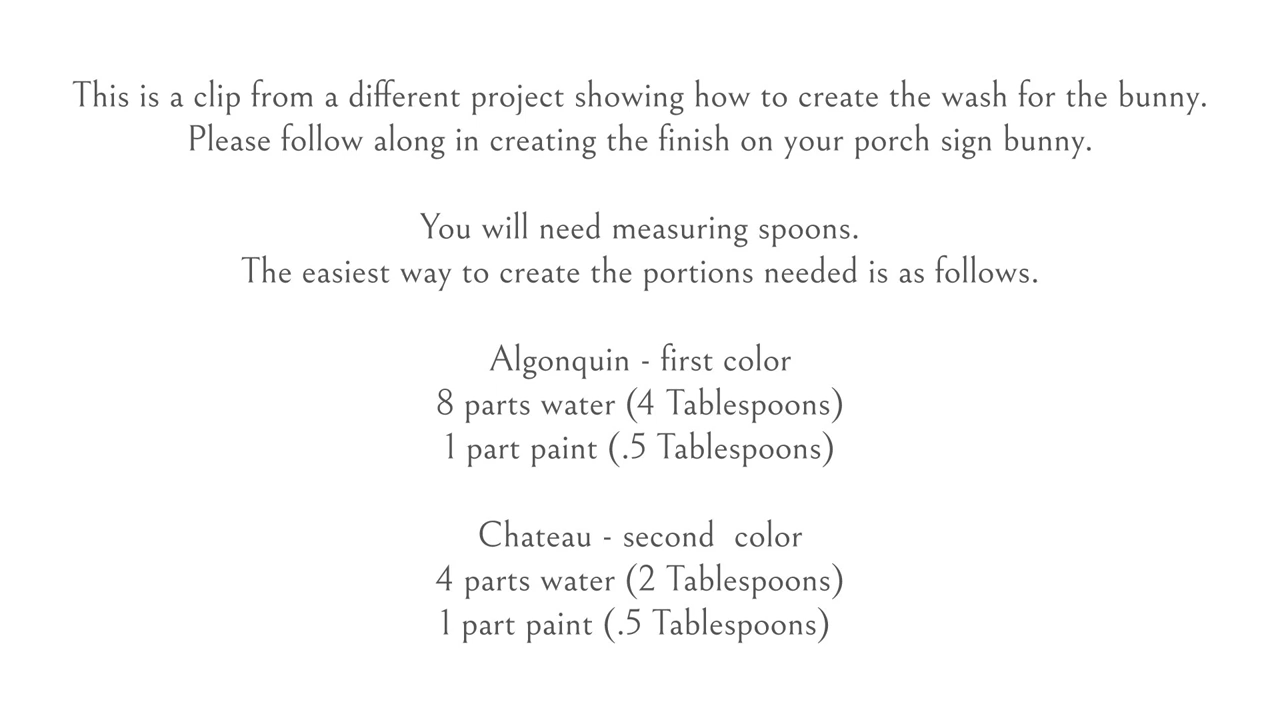 This is a clip from a different project showing how to create the wash for the bunny.
Please follow along in creating the finish on your porch sign bunny.
You will need measuring spoons.
The easiest way to create the portions needed is as follows.
Algonquin - first color
8 parts water (4 Tablespoons)
1 part paint (.5 Tablespoons)
Chateau - second  color
4 parts water (2 Tablespoons)
1 part paint (.5 Tablespoons)